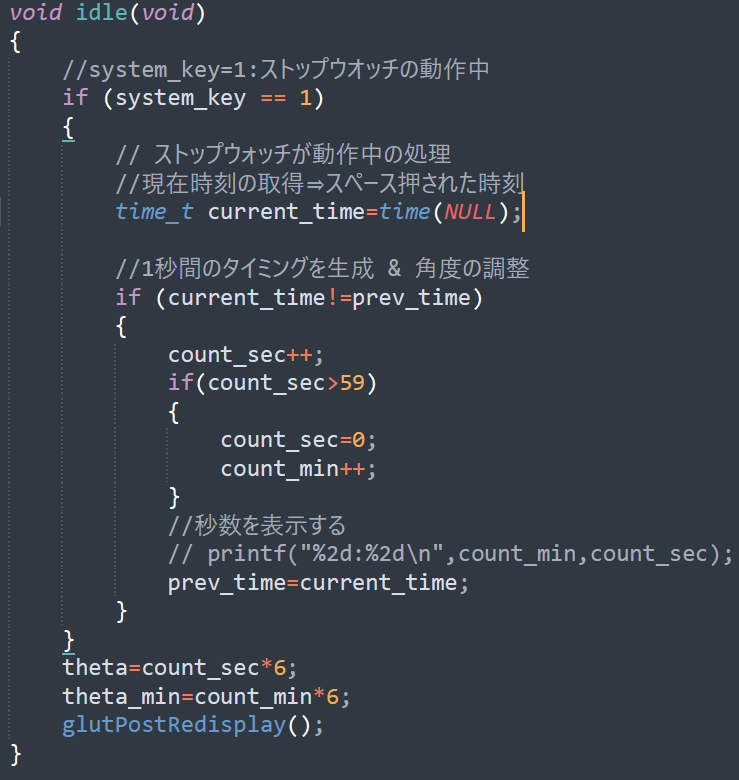 void idle(void)
{
    //system_key=1:ストップウオッチの動作中
    if (system_key == 1)
    {
        // ストップウォッチが動作中の処理
        //現在時刻の取得⇒スペース押された時刻
        time_t current_time=time(NULL);

        //1秒間のタイミングを生成 & 角度の調整
        if (current_time!=prev_time)
        {
            count_sec++;
            if(count_sec>59)
            {
                count_sec=0;
                count_min++;
            }
            //秒数を表示する
            // printf("%2d:%2d\n",count_min,count_sec);
            prev_time=current_time;
        }
    }
    theta=count_sec*6;
    theta_min=count_min*6;
    glutPostRedisplay();
}